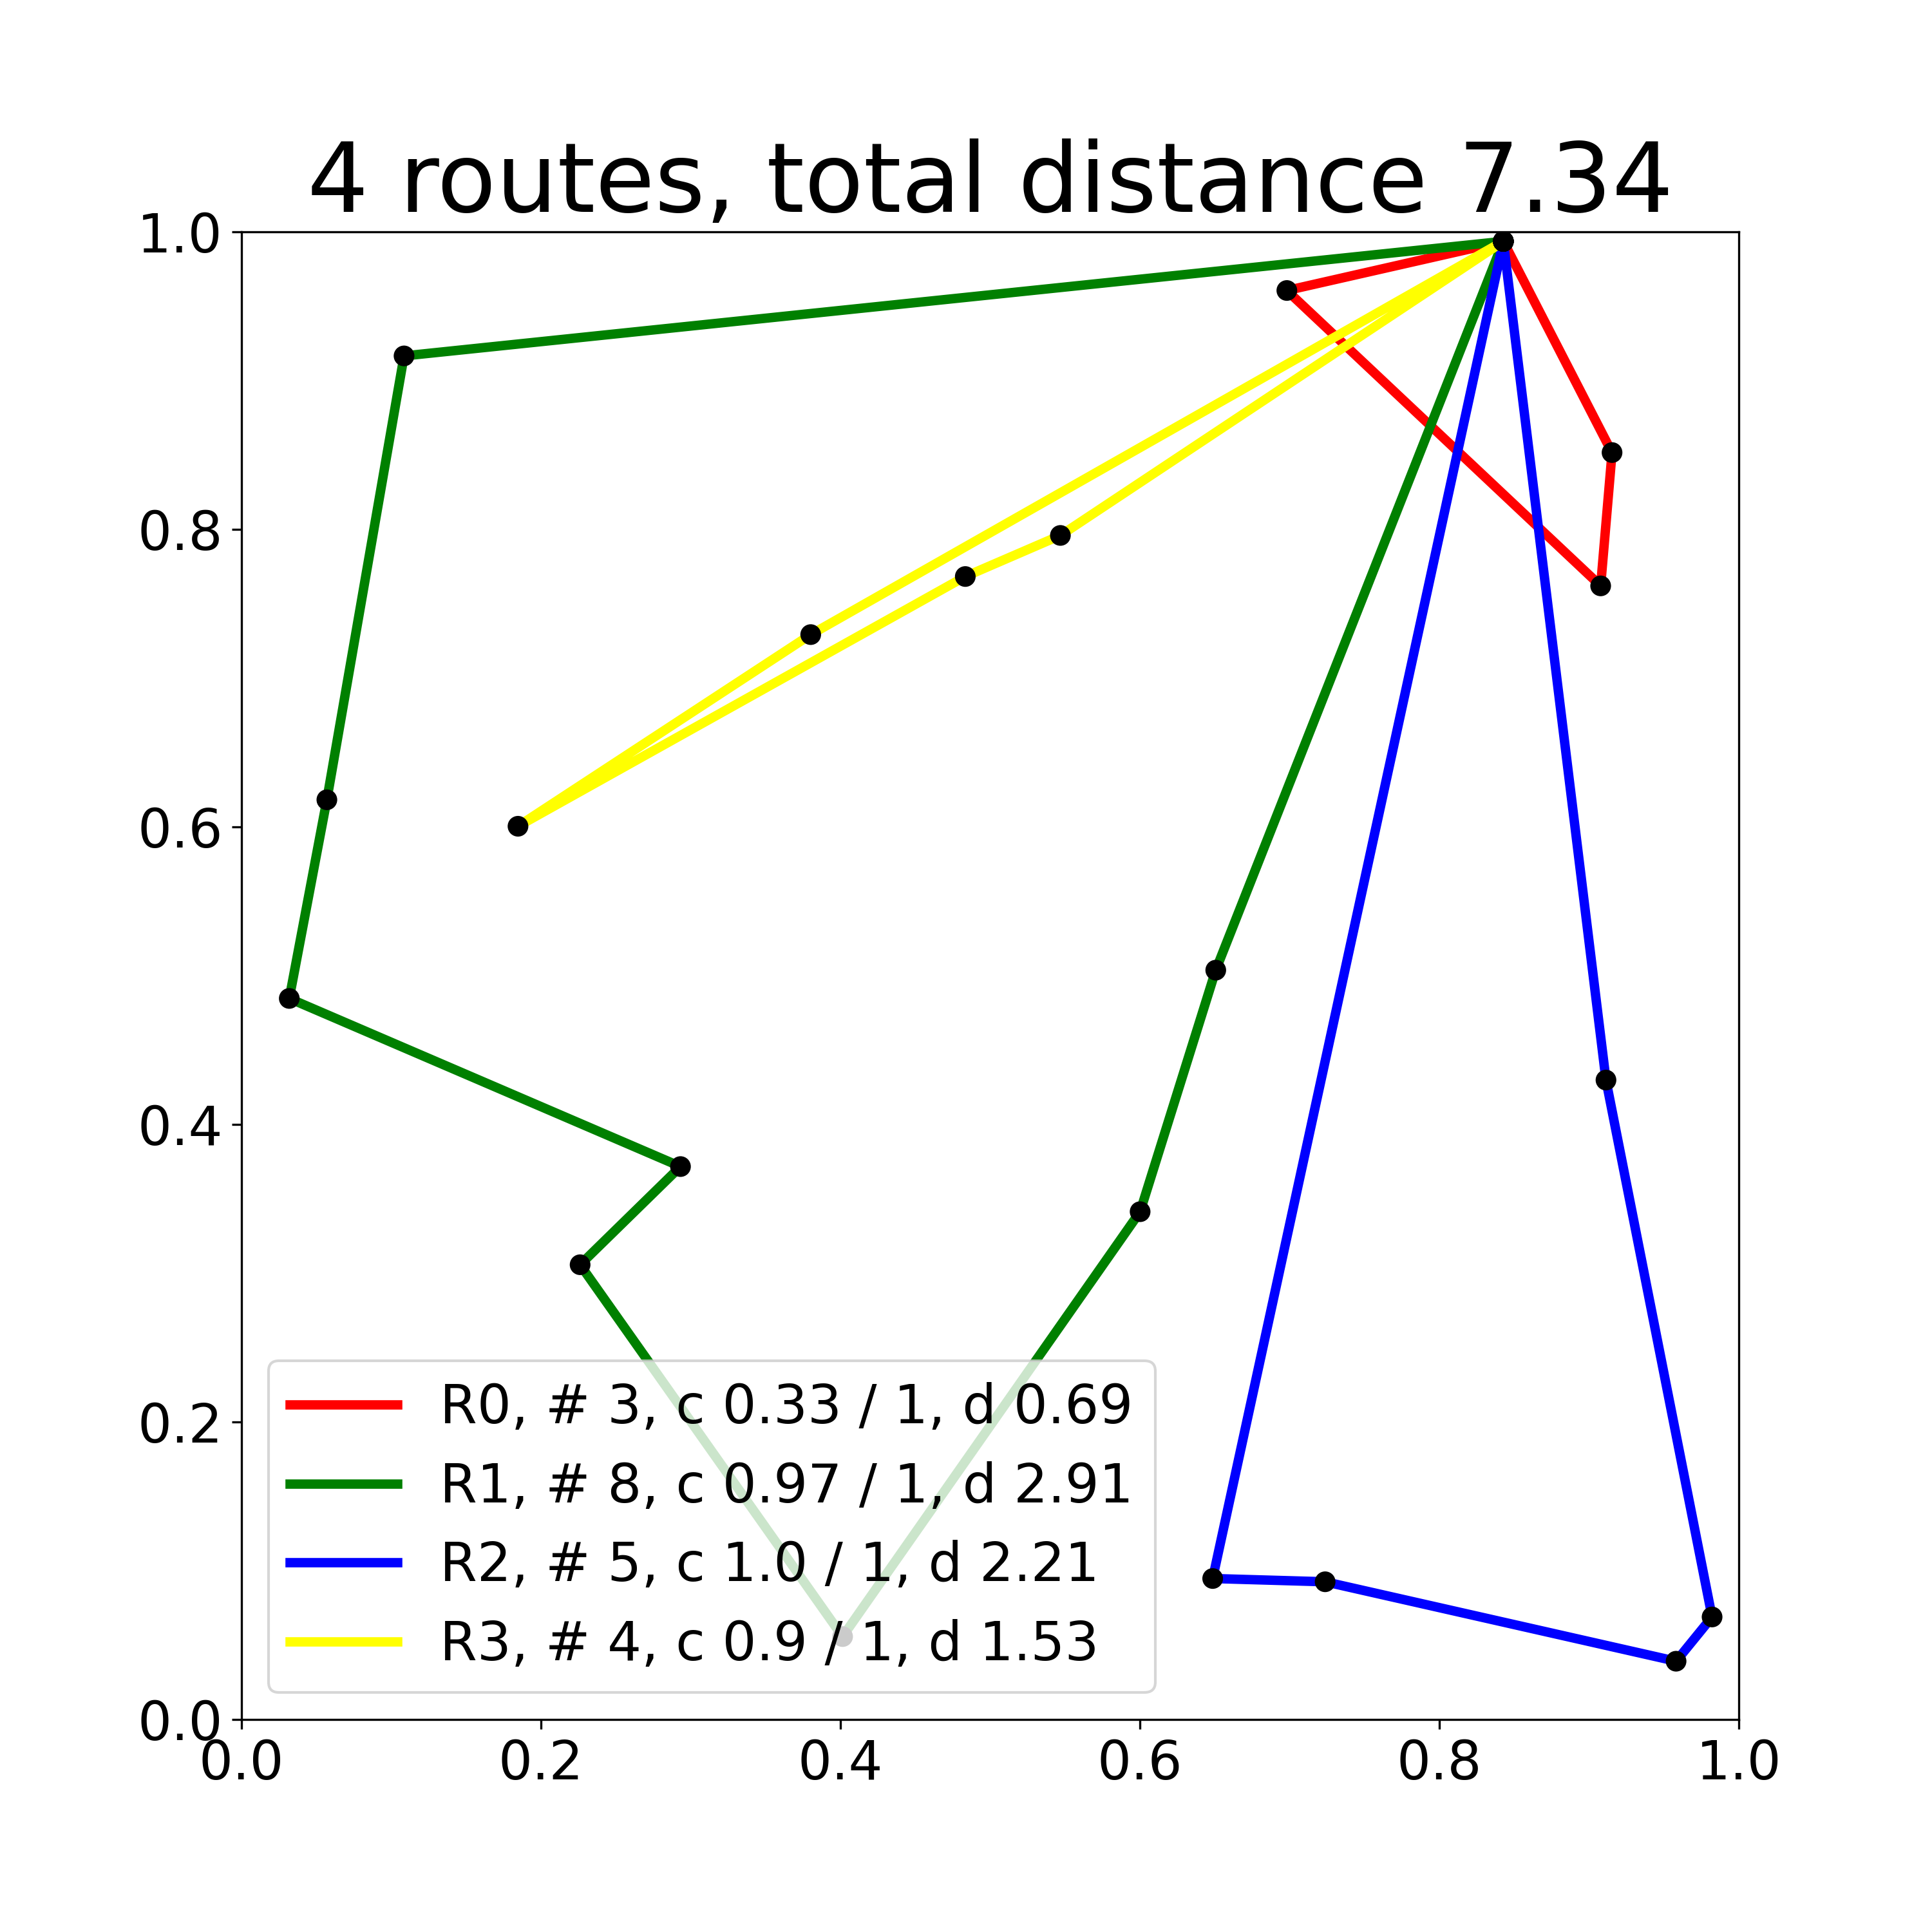 4 routes, total distance 7.34
1.0
0.8
0.6
0.4
0.2
0.0
R0, # 3, c 0.33 / 1, d 0.69
R1, # 8, c 0.97 / 1, d 2.91
R2, # 5, c 1.0 / 1, d 2.21
R3, # 4, c 0.9 / 1, d 1.53
0.0 0.2 0.4 0.6 0.8 1.0